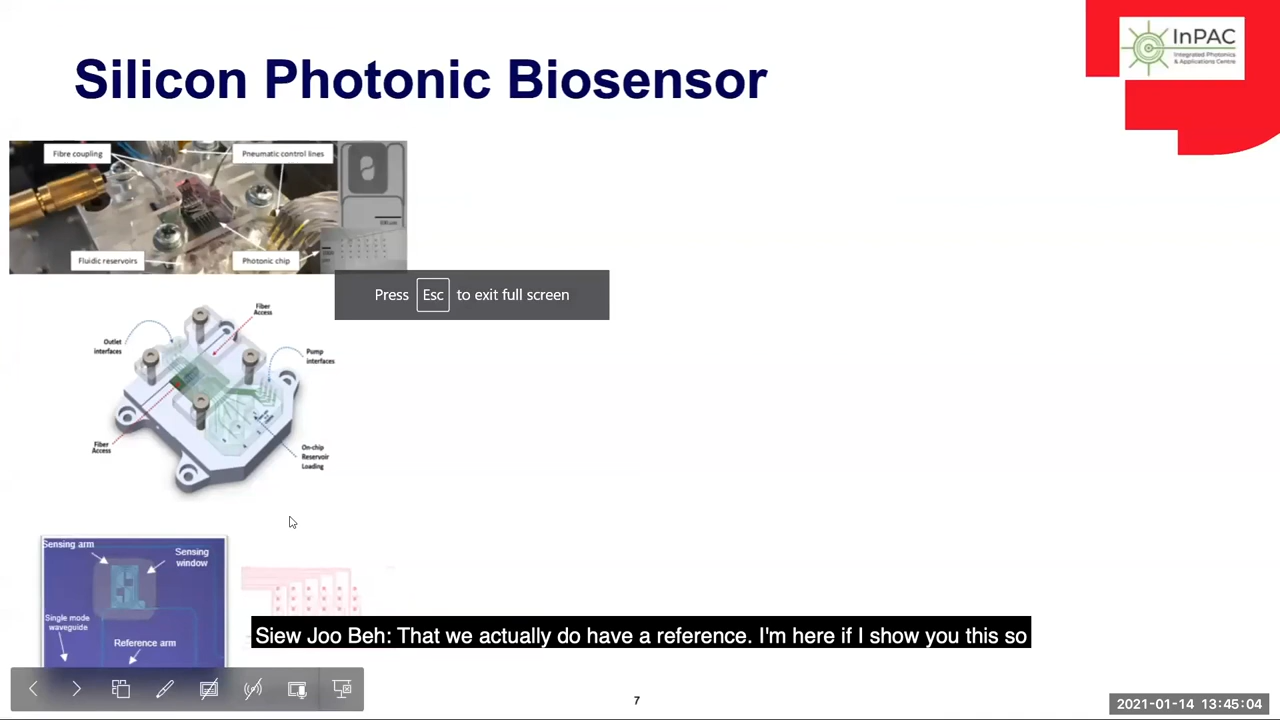 Silicon Photonic Biosensor
InPAC
Integrated Photonics
& Applications Centre
Fibre coupling
Pneumatic control lines
Fluidic reservoirs
Photonic chip
Press Esc to exit full screen
Fiber
Access
Outlet
interfaces
Pump
interfaces
Fiber
Access
On-chip
Reservoir
Loading
Sensing arm
Sensing
window
Single mode
waveguide
Reference arm
Siew Joo Beh: That we actually do have a reference. I'm here if I show you this so
7
2021-01-14 13:45:04